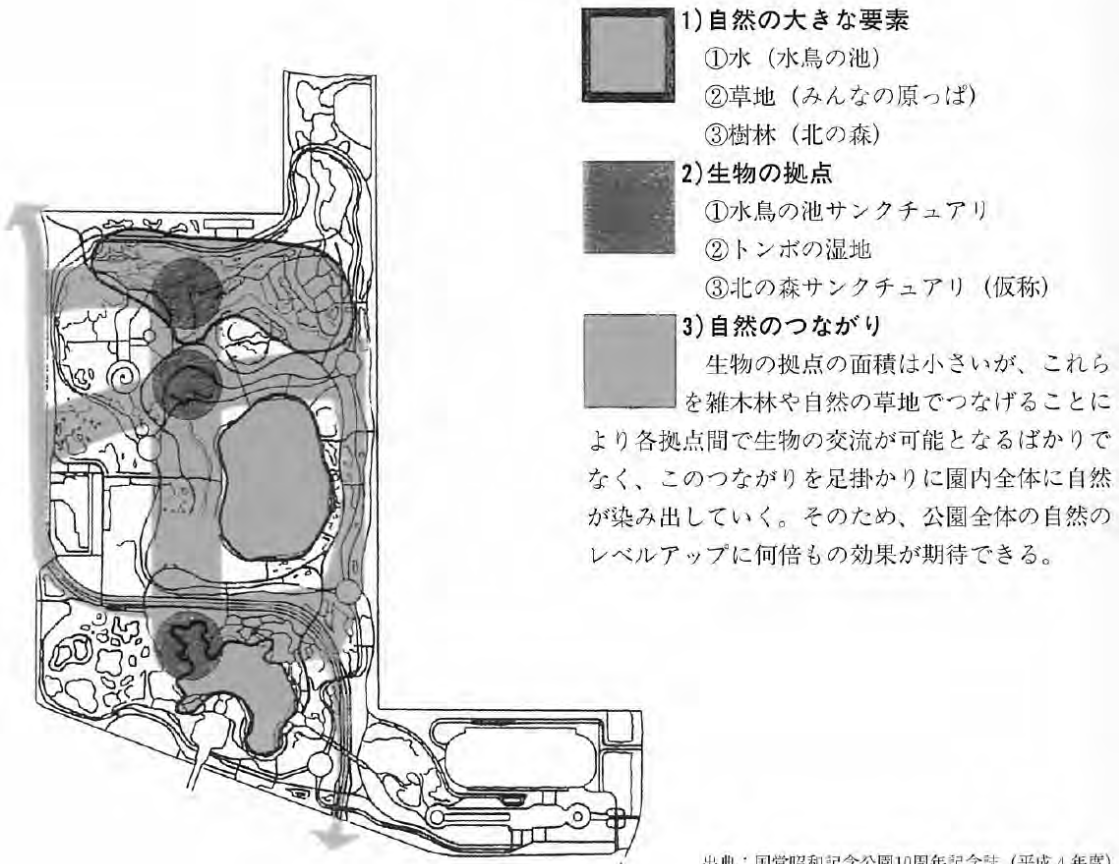 1)自然の大きな要素
①水（水鳥の池）
②草地（みんなの原っぱ）
③樹林（北の森）
2)生物の拠点
①水鳥の池サンクチュアリ
②トンボの湿地
③北の森サンクチュアリ（仮称）
3)自然のつながり
生物の拠点の面積は小さいが、これら
を雑木林や自然の草地でつなげることに
より各拠点間で生物の交流が可能となるばかりで
なく、このつながりを足掛かりに園内全体に自然
が染み出していく。そのため、公園全体の自然の
レベルアップに何倍もの効果が期待できる。
出典：国営昭和記念公園10周年記念誌（平成4年度）